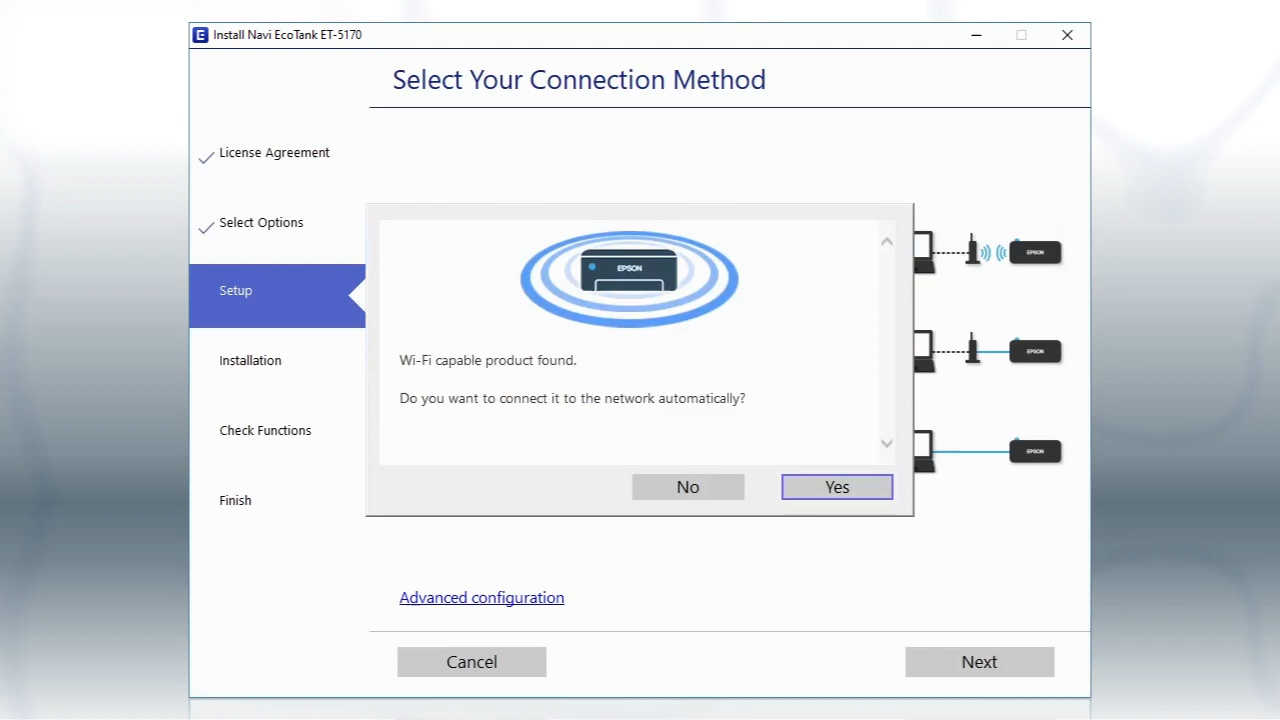 Install Navi EcoTank ET-5170
Select Your Connection Method
License Agreement
Select Options
Setup
Installation
Check Functions
Finish
EPSON
Wi-Fi capable product found.
Do you want to connect it to the network automatically?
No
Yes
EPSON
EPSON
EPSON
Advanced configuration
Cancel
Next